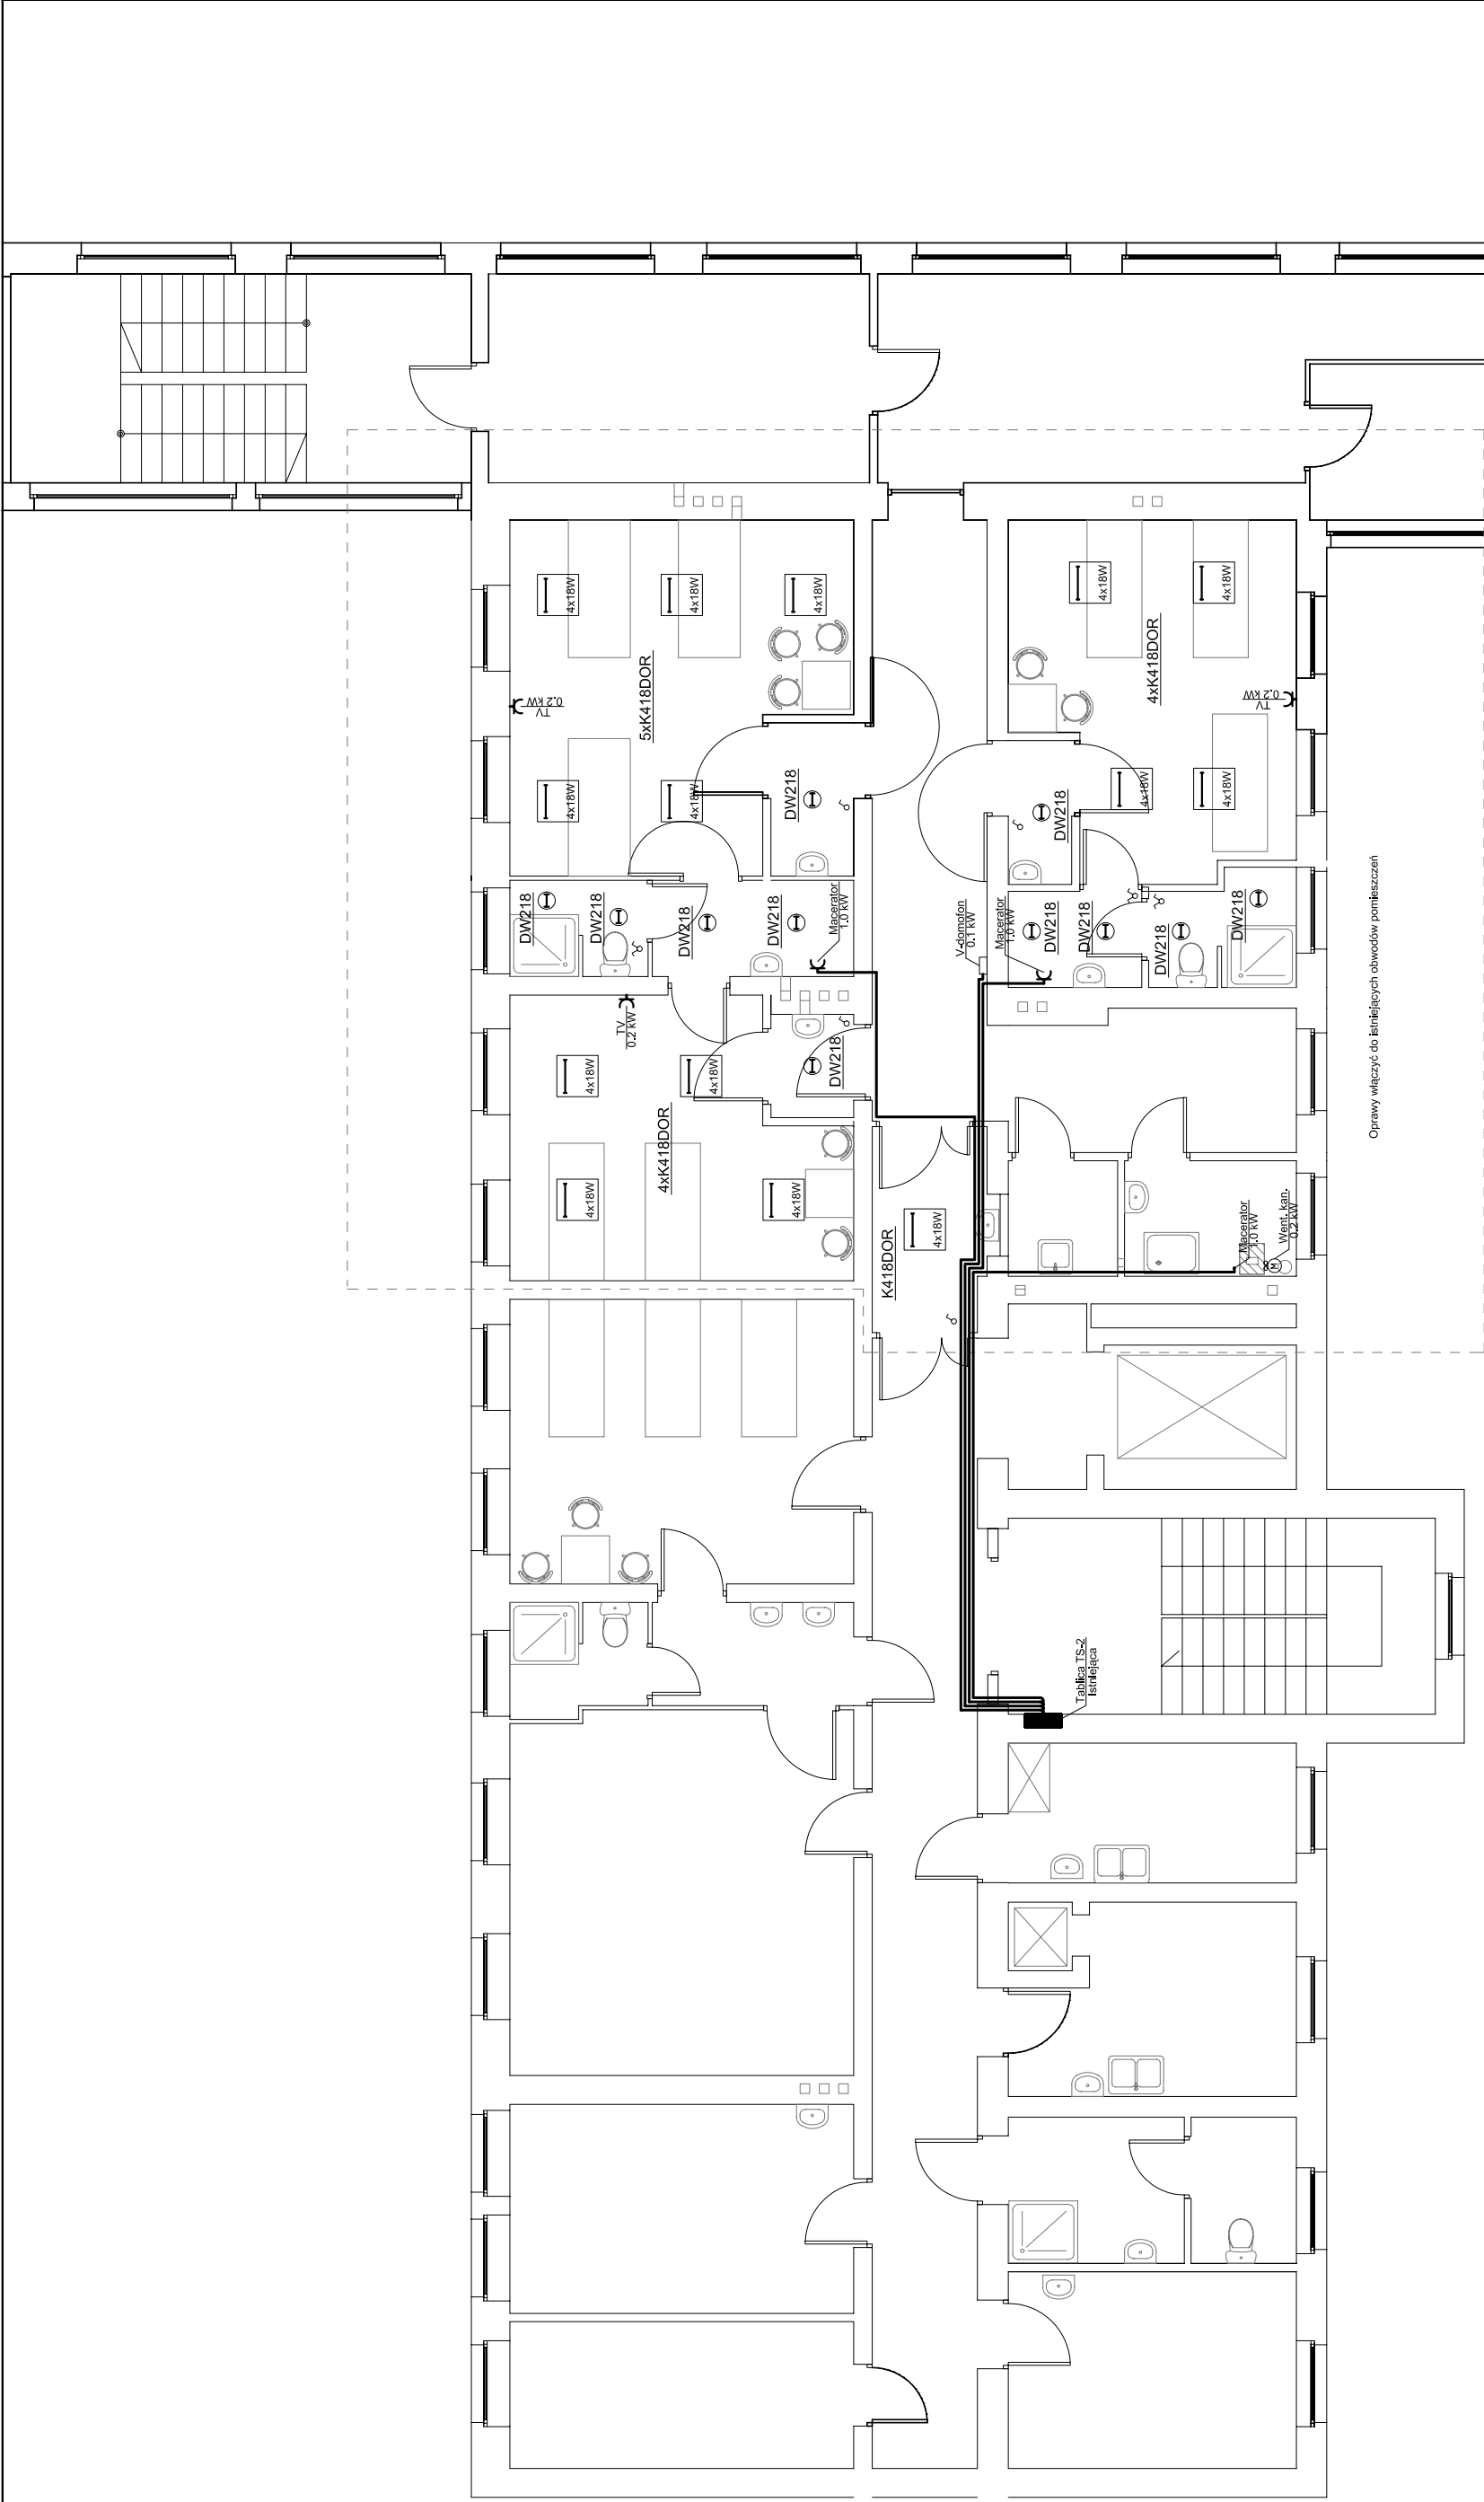 4x18W
4x18W
4x18W
4x18W
4x18W
5xK418DOR
4xK418DOR
TV
0.2 kW
TV
0.2 kW
4x18W
4x18W
4x18W
4x18W
DW218
DW218
DW218
DW218
DW218
DW218
Macerator
1.0 kW
V-domofon
0.1 kW
Macerator
1.0 kW
DW218
DW218
DW218
DW218
Oprawy włączyć do istniejących obwodów pomieszczeń
TV
0.2 kW
4x18W
4x18W
DW218
4xK418DOR
4x18W
4x18W
K418DOR
4x18W
Macerator
1.0 kW
Went. kan.
0.2 kW
M
Tablica TS-2
Istniejąca